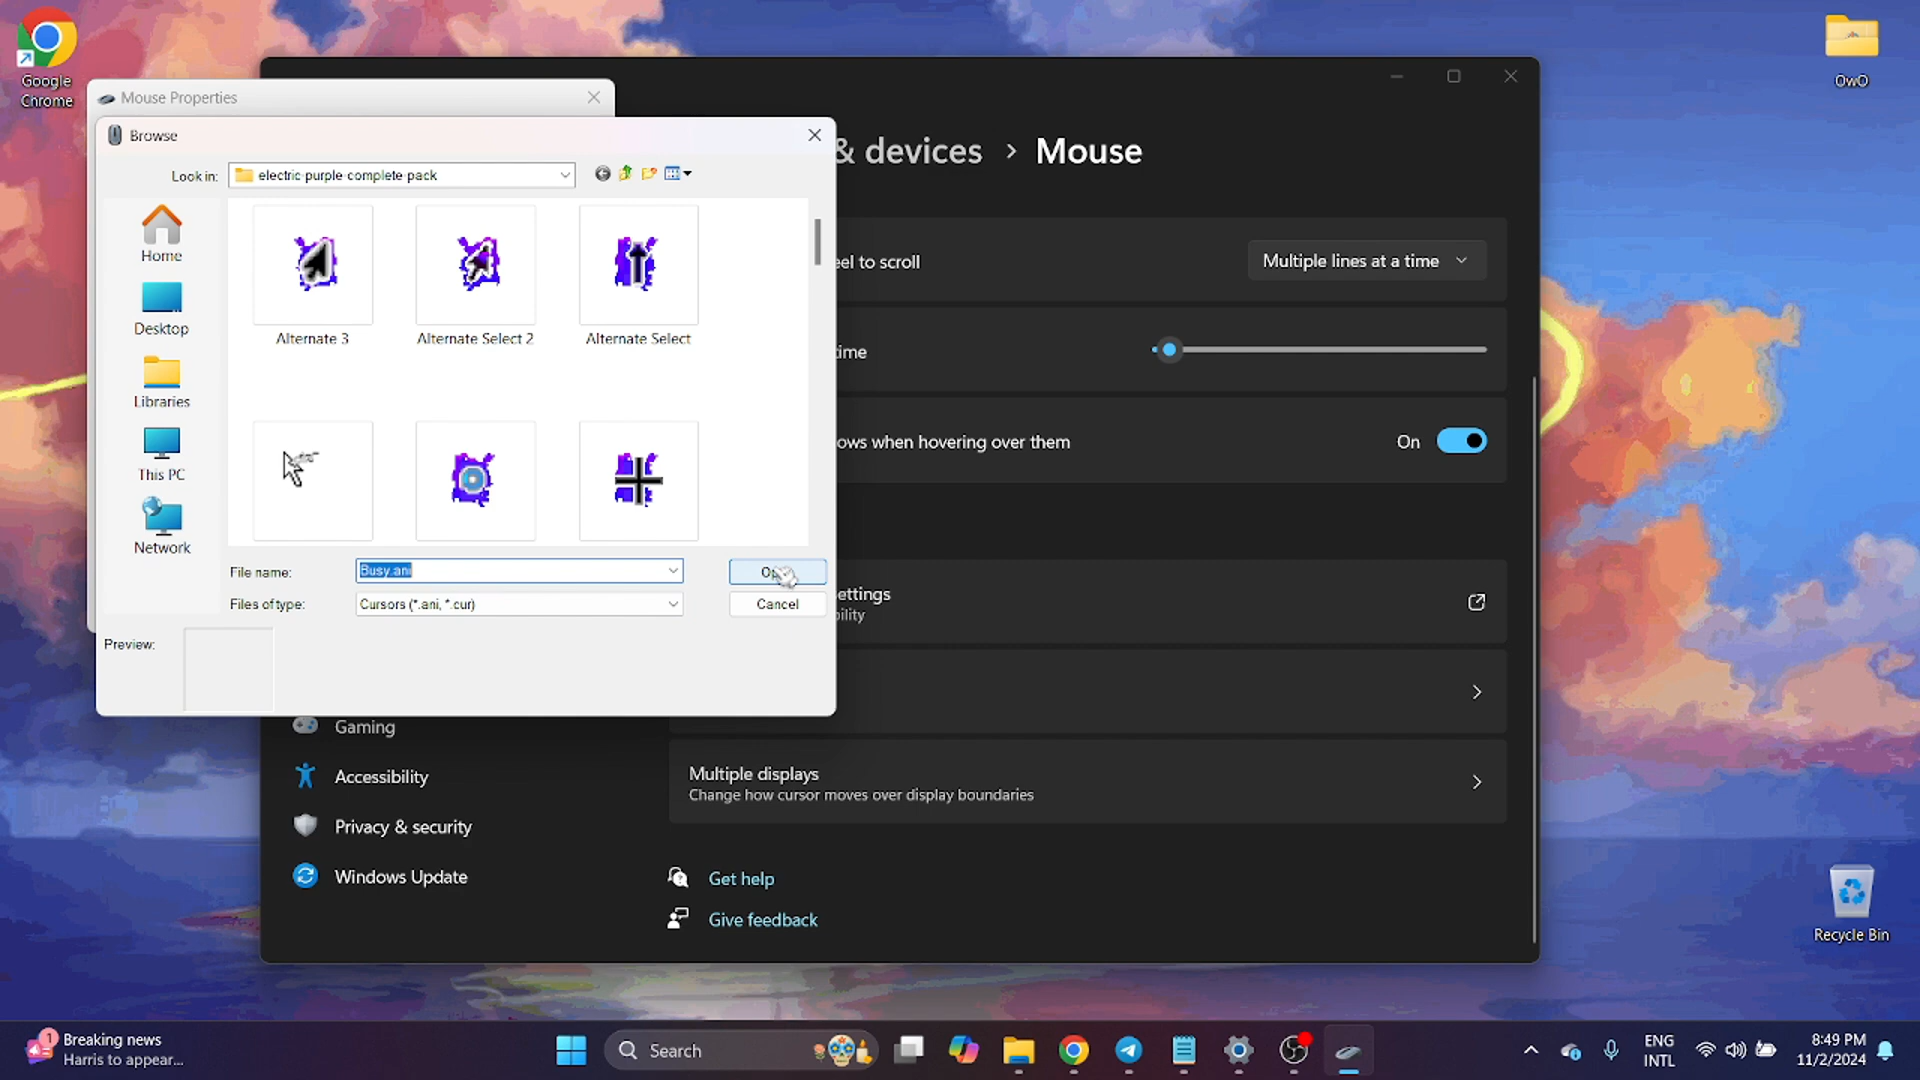 Google
Chrome
OwO
Mouse Properties
Browse
& devices > Mouse
Look in:
electric-purple-complete-pack
Home
Desktop
Libraries
This PC
Network
Alternate 3
Alternate Select 2
Alternate Select
File name:
Busy.ani
Files of type:
Cursors (*.ani, *.cur)
Cancel
Preview:
eel to scroll
Multiple lines at a time
time
ows when hovering over them
On
ettings
bility
Gaming
Accessibility
Privacy & security
Windows Update
Multiple displays
Change how cursor moves over display boundaries
Get help
Give feedback
Recycle Bin
1
Breaking news
Harris to appear...
Search
ENG
INTL
8:49 PM
11/2/2024